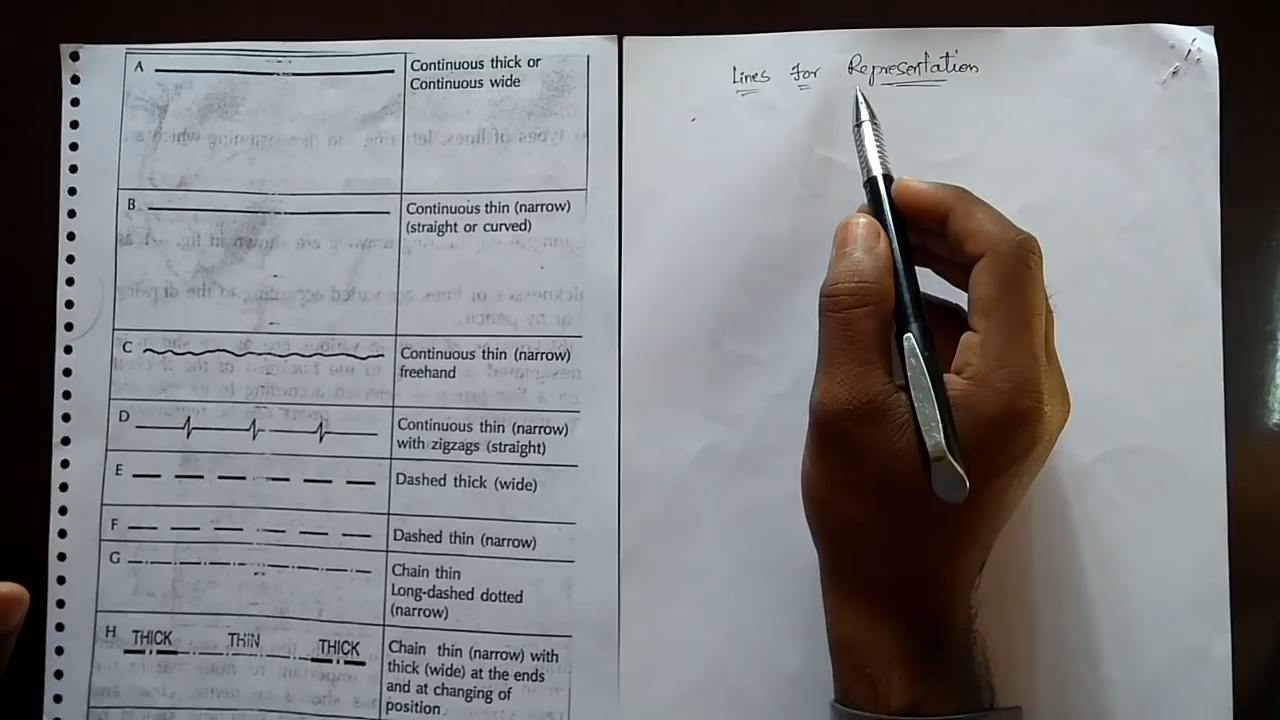 A
Continuous thick or
Continuous wide
B
Continuous thin (narrow)
(straight or curved)
C
Continuous thin (narrow)
freehand
D
Continuous thin (narrow)
with zigzags (straight)
E
Dashed thick (wide)
F
Dashed thin (narrow)
G
Chain thin
Long-dashed dotted
(narrow)
H THICK THIN THICK
Chain thin (narrow) with
thick (wide) at the ends
and at changing of
position
Lines For Representation